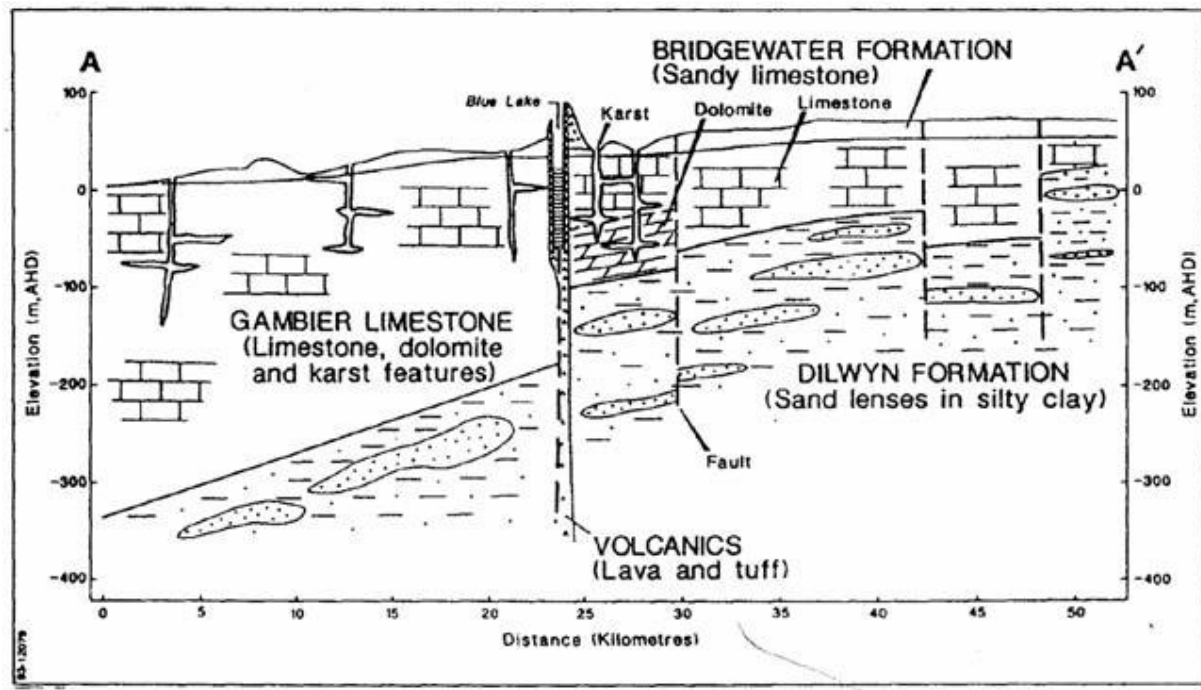 BRIDGEWATER FORMATION
(Sandy limestone)
A
A′
Blue Lake
Karst
Dolomite
Limestone
100
0
-100
-200
-300
-400
Elevation (m, AHD)
100
0
-100
-200
-300
-400
Elevation (m, AHD)
GAMBIER LIMESTONE
(Limestone, dolomite
and karst features)
DILWYN FORMATION
(Sand lenses in silty clay)
Fault
VOLCANICS
(Lava and tuff)
0 5 10 15 20 25 30 35 40 45 50
Distance (Kilometres)
93-12079